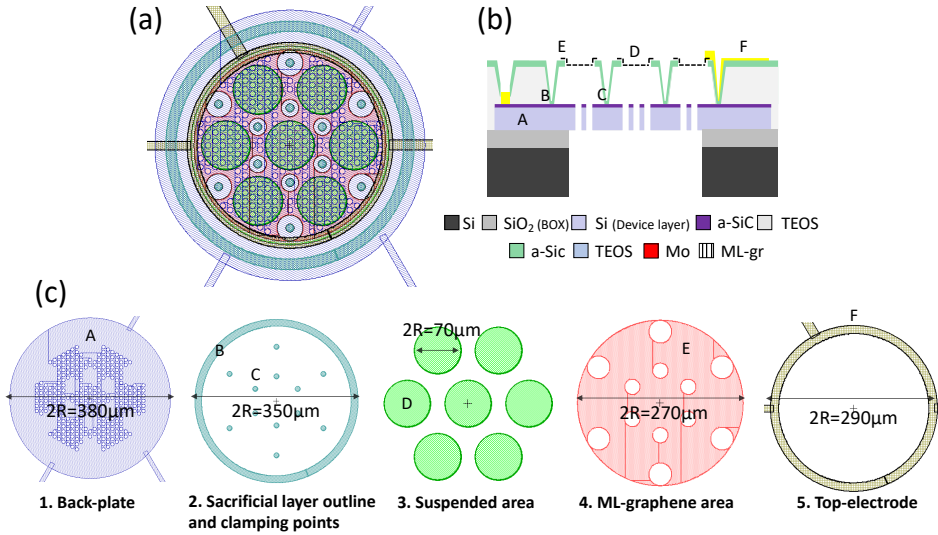 (a)
(b)
E
D
F
B
C
A
Si
SiO₂ (BOX)
Si (Device layer)
a-SiC
TEOS
a-Sic
TEOS
Mo
ML-gr
(c)
A
2R=380µm
1. Back-plate
B
C
2R=350µm
2. Sacrificial layer outline
and clamping points
2R=70µm
D
3. Suspended area
E
2R=270µm
4. ML-graphene area
F
2R=290µm
5. Top-electrode